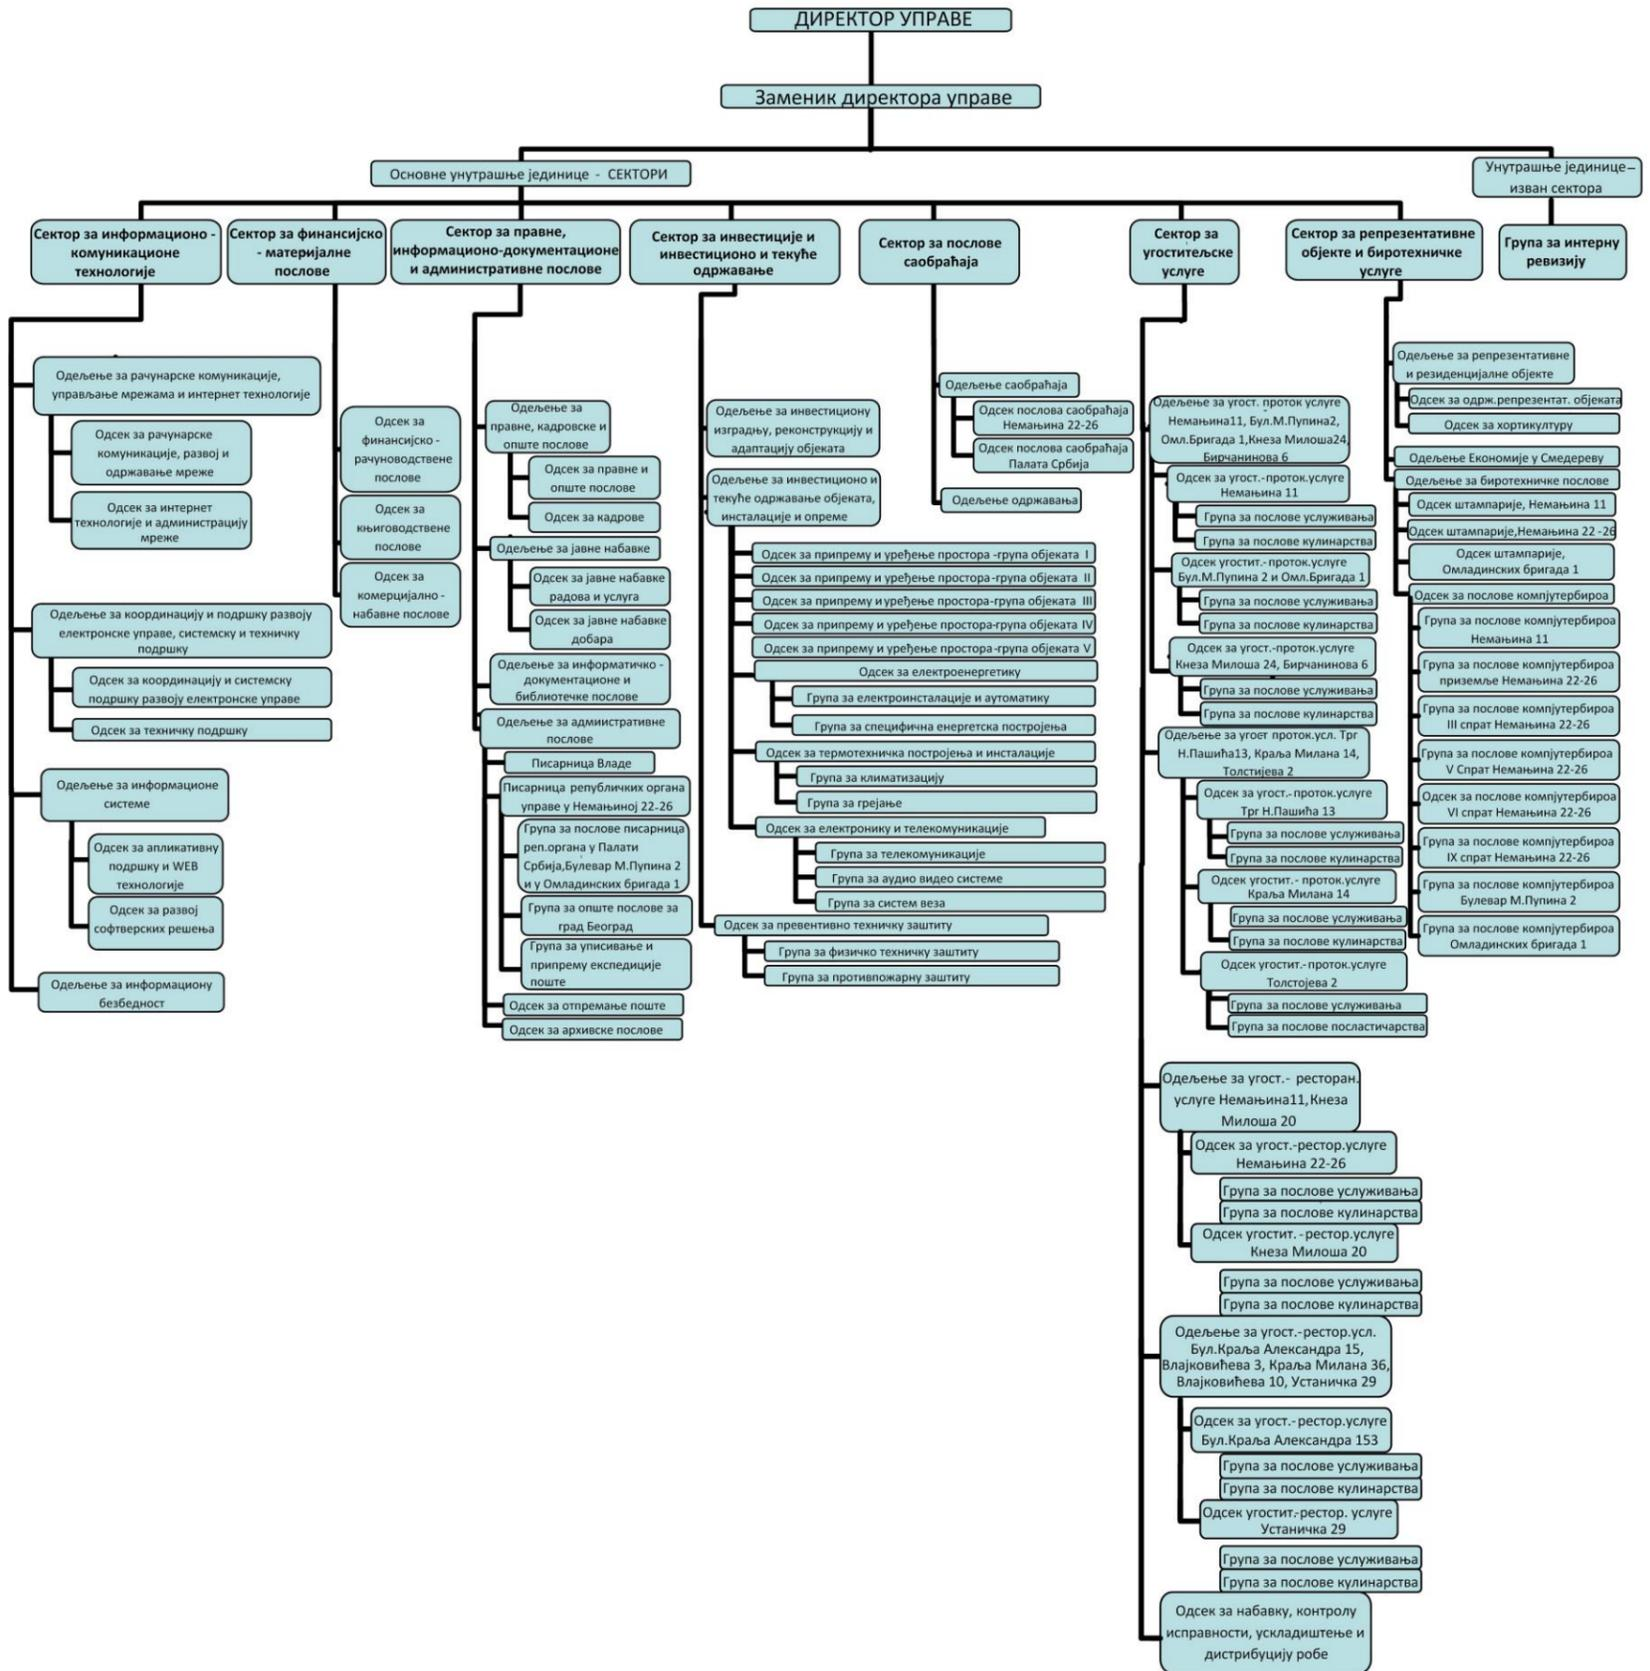 ДИРЕКТОР УПРАВЕ
Заменик директора управе
Основне унутрашње јединице - СЕКТОРИ
Унутрашње јединице–
изван сектора
Сектор за информационо -
комуникационе
технологије
Одељење за рачунарске комуникације,
управљање мрежама и интернет технологије
Одсек за рачунарске
комуникације, развој и
одржавање мреже
Одсек за интернет
технологије и администрацију
мреже
Одељење за координацију и подршку развоју
електронске управе, системску и техничку
подршку
Одсек за координацију и системску
подршку развоју електронске управе
Одсек за техничку подршку
Одељење за информационе
системе
Одсек за апликативну
подршку и WEB
технологије
Одсек за развој
софтверских решења
Одељење за информациону
безбедност
Сектор за финансијско
- материјалне
послове
Одсек за
финансијско -
рачуноводствене
послове
Одсек за
књиговодствене
послове
Одсек за
комерцијално -
набавне послове
Сектор за правне,
информационо-документационе
и административне послове
Одељење за
правне, кадровске и
опште послове
Одсек за правне и
опште послове
Одсек за кадрове
Одељење за јавне набавке
Одсек за јавне набавке
радова и услуга
Одсек за јавне набавке
добара
Одељење за информатичко -
документационе и
библиотечке послове
Одељење за адмиистративне
послове
Писарница Владе
Писарница републичких органа
управе у Немањиној 22-26
Група за послове писарница
реп.органа у Палати
Србија,Булевар М.Пупина 2
и у Омладинских бригада 1
Група за опште послове за
град Београд
Група за уписивање и
припрему експедиције
поште
Одсек за отпремање поште
Одсек за архивске послове
Сектор за инвестиције и
инвестиционо и текуће
одржавање
Одељење за инвестициону
изградњу, реконструкцију и
адаптацију објеката
Одељење за инвестиционо и
текуће одржавање објеката,
инсталације и опреме
Одсек за припрему и уређење простора -група објеката I
Одсек за припрему и уређење простора-група објеката II
Одсек за припрему и уређење простора-група објеката III
Одсек за припрему и уређење простора-група објеката IV
Одсек за припрему и уређење простора-група објеката V
Одсек за електроенергетику
Група за електроинсталације и аутоматику
Група за специфична енергетска постројења
Одсек за термотехничка постројења и инсталације
Група за климатизацију
Група за грејање
Одсек за електронику и телекомуникације
Група за телекомуникације
Група за аудио видео системе
Група за систем веза
Одсек за превентивно техничку заштиту
Група за физичко техничку заштиту
Група за противпожарну заштиту
Сектор за послове
саобраћаја
Одељење саобраћаја
Одсек послова саобраћаја
Немањина 22-26
Одсек послова саобраћаја
Палата Србија
Одељење одржавања
Сектор за
угоститељске
услуге
Одељење за угост. проток услуге
Немањина11, Бул.М.Пупина2,
Омл.Бригада 1,Кнеза Милоша24,
Бирчанинова 6
Одсек за угост.-проток.услуге
Немањина 11
Група за послове услуживања
Група за послове кулинарства
Одсек угостит.- проток.услуге
Бул.М.Пупина 2 и Омл.Бригада 1
Група за послове услуживања
Група за послове кулинарства
Одсек за угост.-проток.услуге
Кнеза Милоша 24, Бирчанинова 6
Група за послове услуживања
Група за послове кулинарства
Одељење за угоет проток.усл. Трг
Н.Пашића13, Краља Милана 14,
Толстијева 2
Одсек за угост.- проток.услуге
Трг Н.Пашића 13
Група за послове услуживања
Група за послове кулинарства
Одсек угостит.- проток.услуге
Краља Милана 14
Група за послове услуживања
Група за послове кулинарства
Одсек угостит.-проток.услуге
Толстојева 2
Група за послове услуживања
Група за послове посластичарства
Одељење за угост.- ресторан.
услуге Немањина11,Кнеза
Милоша 20
Одсек за угост.-рестор.услуге
Немањина 22-26
Група за послове услуживања
Група за послове кулинарства
Одсек угостит. -рестор.услуге
Кнеза Милоша 20
Група за послове услуживања
Група за послове кулинарства
Одељење за угост.-рестор.усл.
Бул.Краља Александра 15,
Влајковићева 3, Краља Милана 36,
Влајковићева 10, Устаничка 29
Одсек за угост.-рестор.услуге
Бул.Краља Александра 153
Група за послове услуживања
Група за послове кулинарства
Одсек угостит.-рестор. услуге
Устаничка 29
Група за послове услуживања
Група за послове кулинарства
Одсек за набавку, контролу
исправности, ускладиштење и
дистрибуцију робе
Сектор за репрезентативне
објекте и биротехничке
услуге
Одељење за репрезентативне
и резиденцијалне објекте
Одсек за одрж.репрезентат. објеката
Одсек за хортикултуру
Одељење Економије у Смедереву
Одељење за биротехничке послове
Одсек штампарије, Немањина 11
Одсек штампарије,Немањина 22 -26
Одсек штампарије,
Омладинских бригада 1
Одсек за послове компјутербироа
Група за послове компјутербироа
Немањина 11
Група за послове компјутербироа
приземље Немањина 22-26
Група за послове компјутербироа
III спрат Немањина 22-26
Група за послове компјутербироа
V Спрат Немањина 22-26
Одсек за послове компјутербироа
VI спрат Немањина 22-26
Група за послове компјутербироа
IX спрат Немањина 22-26
Група за послове компјутербироа
Булевар М.Пупина 2
Група за послове компјутербироа
Омладинских бригада 1
Група за интерну
ревизију